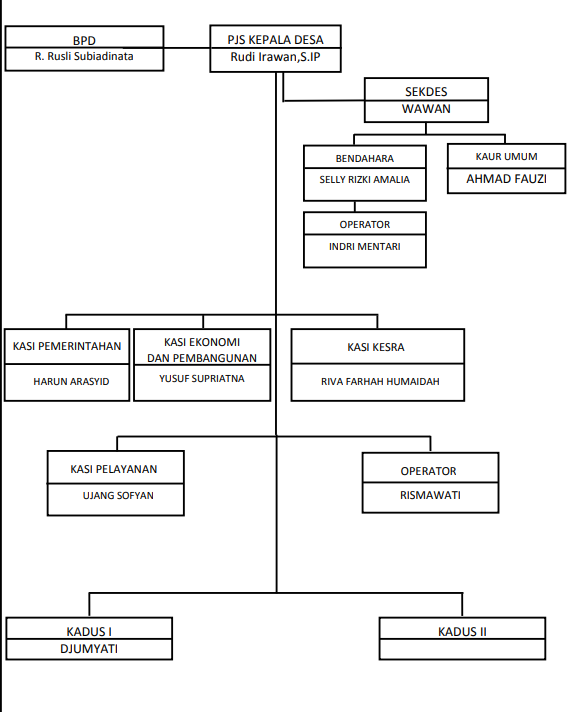 BPD
R. Rusli Subiadinata
PJS KEPALA DESA
Rudi Irawan,S.IP
SEKDES
WAWAN
BENDAHARA
SELLY RIZKI AMALIA
KAUR UMUM
AHMAD FAUZI
OPERATOR
INDRI MENTARI
KASI PEMERINTAHAN
HARUN ARASYID
KASI EKONOMI
DAN PEMBANGUNAN
YUSUF SUPRIATNA
KASI KESRA
RIVA FARHAH HUMAIDAH
KASI PELAYANAN
UJANG SOFYAN
OPERATOR
RISMAWATI
KADUS I
DJUMYATI
KADUS II